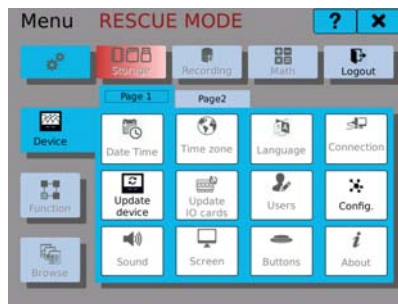 Menu RESCUE MODE ? X
Storage Recording Math Logout
Page 1 Page2
Device
Date Time Time zone Language Connection
Function
Update device Update IO cards Users Config.
Browse
Sound Screen Buttons About